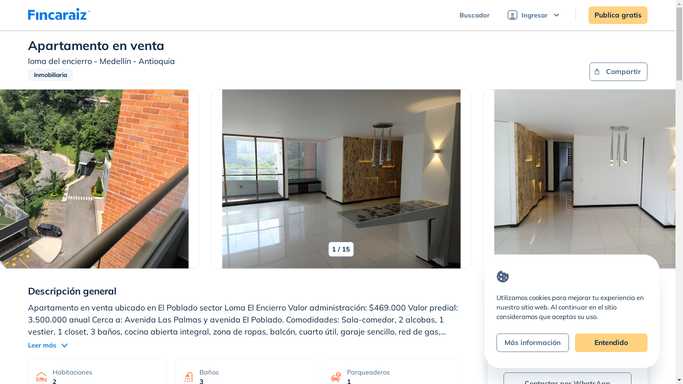 Fincaraiz
Buscador
Ingresar
Publica gratis
Apartamento en venta
loma del encierro - Medellín - Antioquia
Inmobiliaria
Compartir
1 / 15
Descripción general
Apartamento en venta ubicado en El Poblado sector Loma El Encierro Valor administración: $469.000 Valor predial:
3.500.000 anual Cerca a: Avenida Las Palmas y avenida El Poblado. Comodidades: Sala-comedor, 2 alcobas, 1
vestier, 1 closet, 3 baños, cocina abierta integral, zona de ropas, balcón, cuarto útil, garaje sencillo, red de gas,...
Leer más
Habitaciones
2
Baños
3
Parqueaderos
1
Utilizamos cookies para mejorar tu experiencia en
nuestro sitio web. Al continuar en el sitio
consideramos que aceptas su uso.
Más información
Entendido
Contactar por WhatsApp